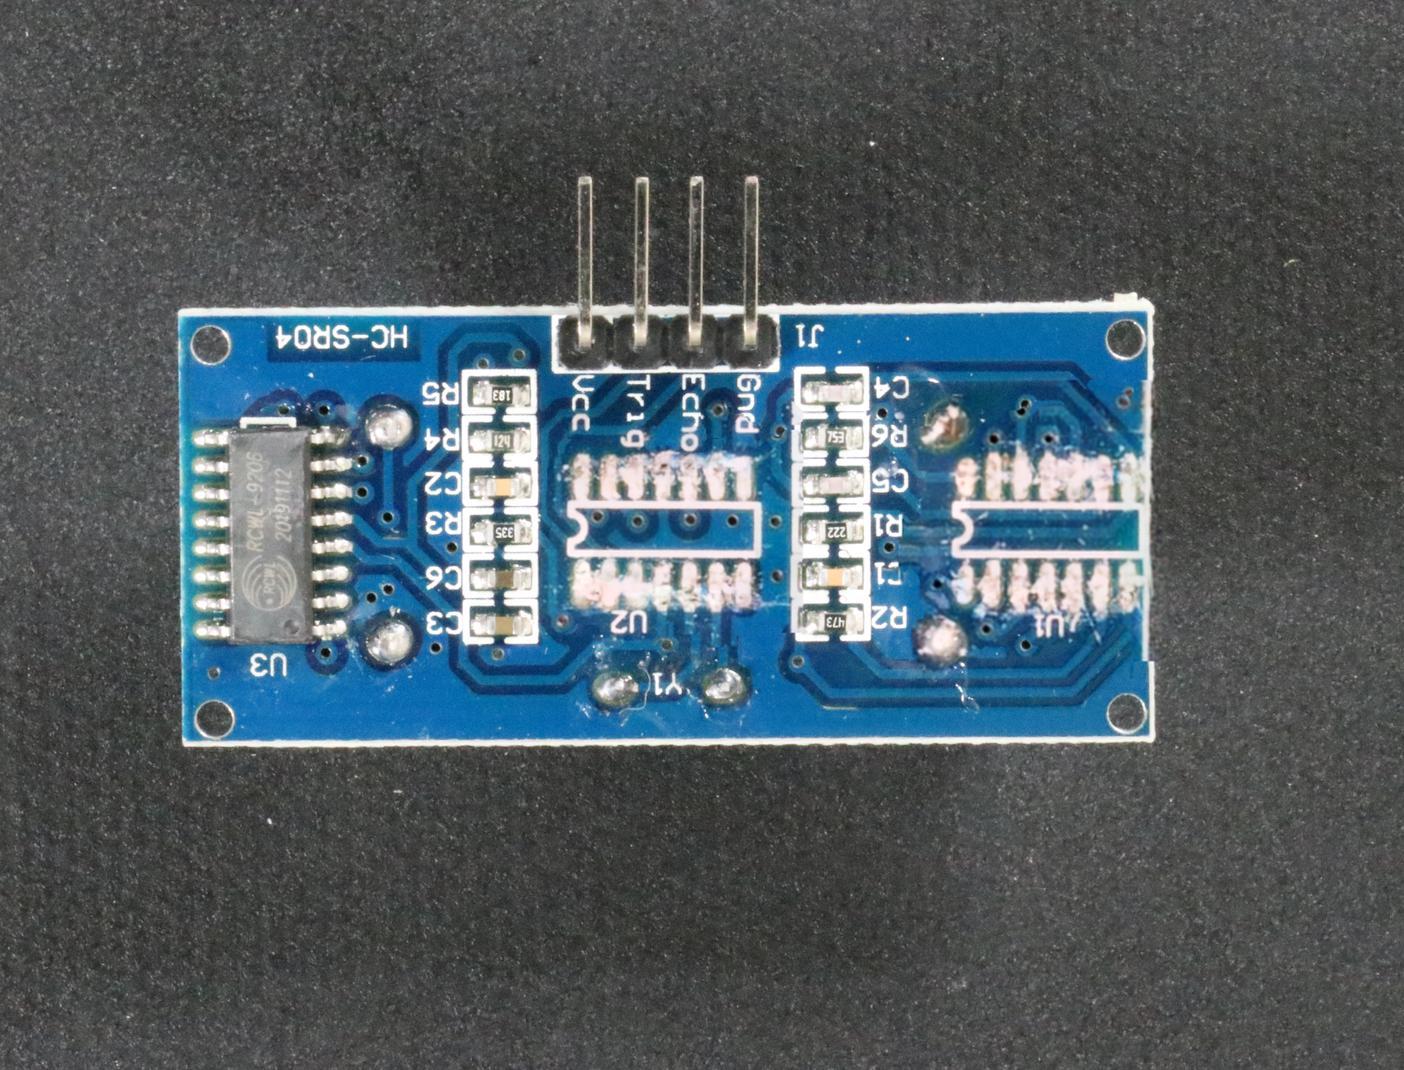 HC-SR04
J1
Vcc
Trig
Echo
Gnd
R5
183
R4
124
C2
R3
335
C6
C3
C4
R6
C5
R1
222
C1
R2
473
RCWL-9206
20191112
RCWL
U3
U2
U1
Y1